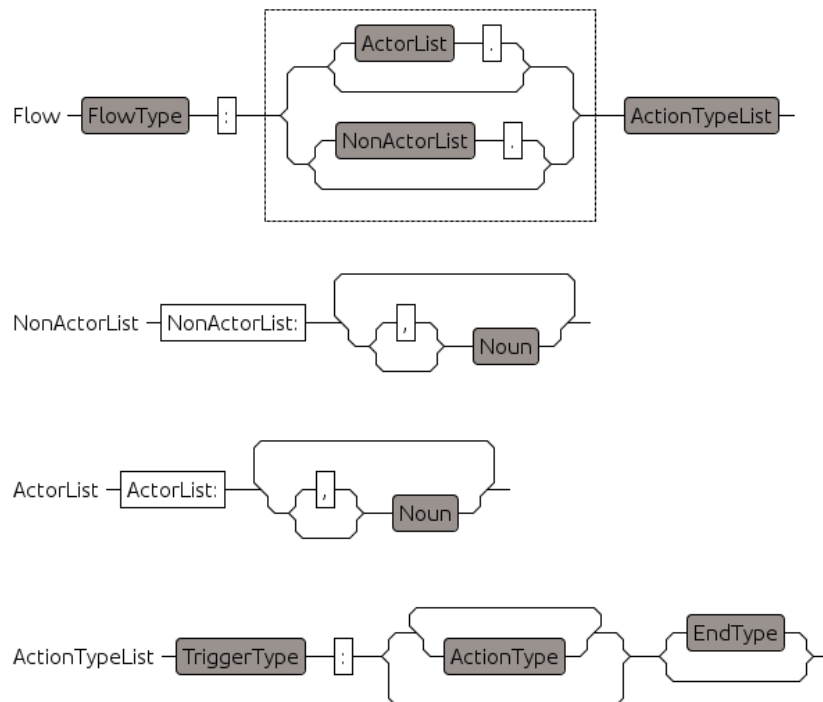 ActorList .
Flow FlowType : ActionTypeList
NonActorList .
NonActorList NonActorList: , Noun
ActorList ActorList: , Noun
ActionTypeList TriggerType : ActionType EndType